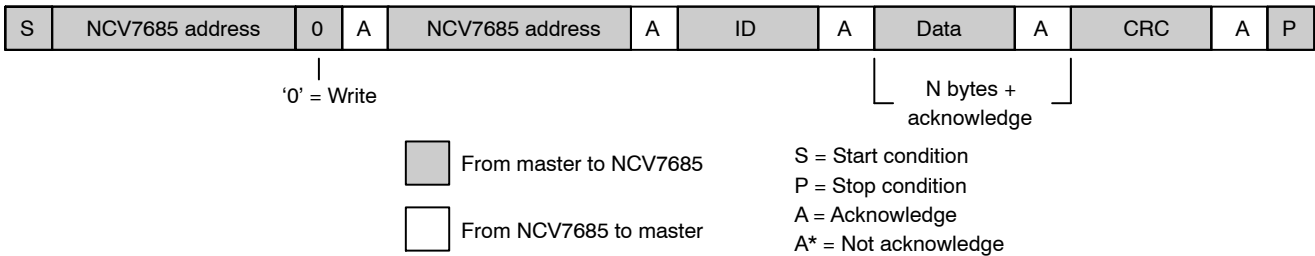 S NCV7685 address 0 A NCV7685 address A ID A Data A CRC A P
‘0’ = Write
N bytes +
acknowledge
From master to NCV7685
From NCV7685 to master
S = Start condition
P = Stop condition
A = Acknowledge
A* = Not acknowledge